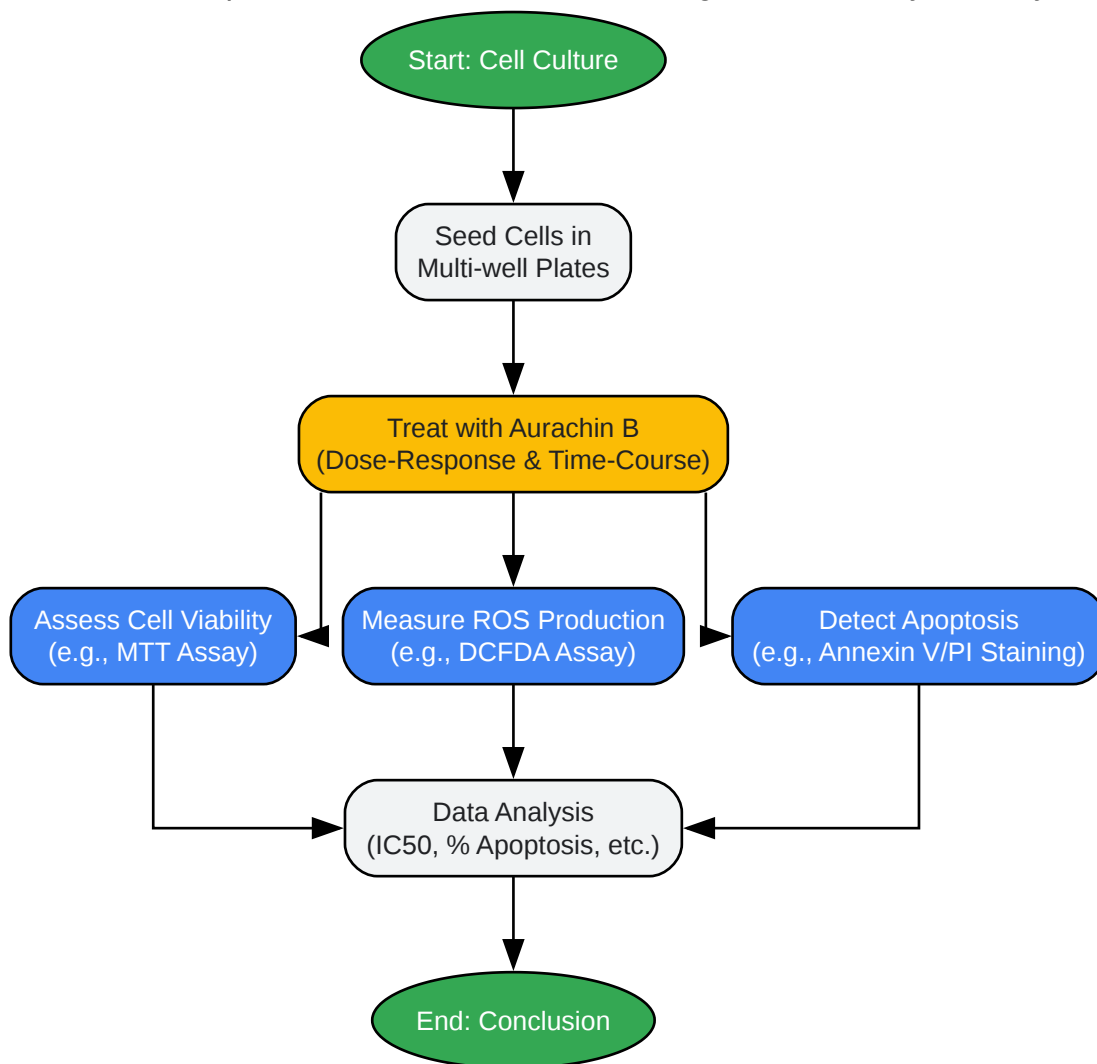 Start: Cell Culture
Seed Cells in
Multi-well Plates
Treat with Aurachin B
(Dose-Response & Time-Course)
Assess Cell Viability
(e.g., MTT Assay)
Measure ROS Production
(e.g., DCFDA Assay)
Detect Apoptosis
(e.g., Annexin V/PI Staining)
Data Analysis
(IC50, % Apoptosis, etc.)
End: Conclusion